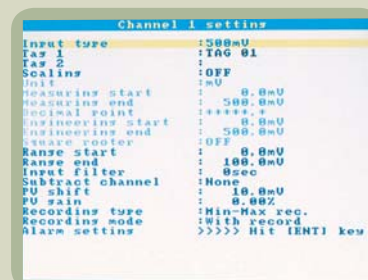 Channel 1 setting
Input type :500mV
Tag 1 :TAG 01
Tag 2 :
Scaling :OFF
Unit :mV
Measuring start : 0.0mV
Measuring end : 500.0mV
Decimal point :+++++.+
Engineering start : 0.0mV
Engineering end : 500.0mV
Square rooter :OFF
Range start : 0.0mV
Range end : 100.0mV
Input filter : 0sec
Subtract channel :None
PV shift : 10.0mV
PV gain : 0.00%
Recording type :Min-Max rec.
Recording mode :With record
Alarm setting >>>>> Hit [ENT] key